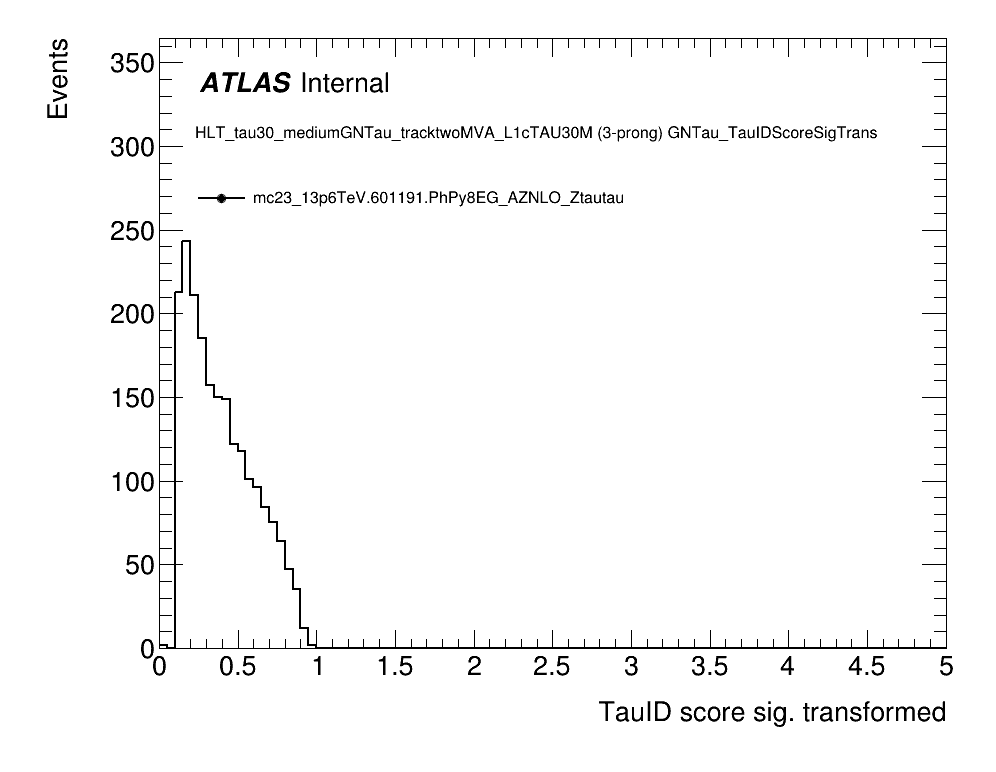 Events
350
ATLAS Internal
HLT_tau30_mediumGNTau_tracktwoMVA_L1cTAU30M (3-prong) GNTau_TauIDScoreSigTrans
300
mc23_13p6TeV.601191.PhPy8EG_AZNLO_Ztautau
250
200
150
100
50
0
0 0.5 1 1.5 2 2.5 3 3.5 4 4.5 5
TauID score sig. transformed